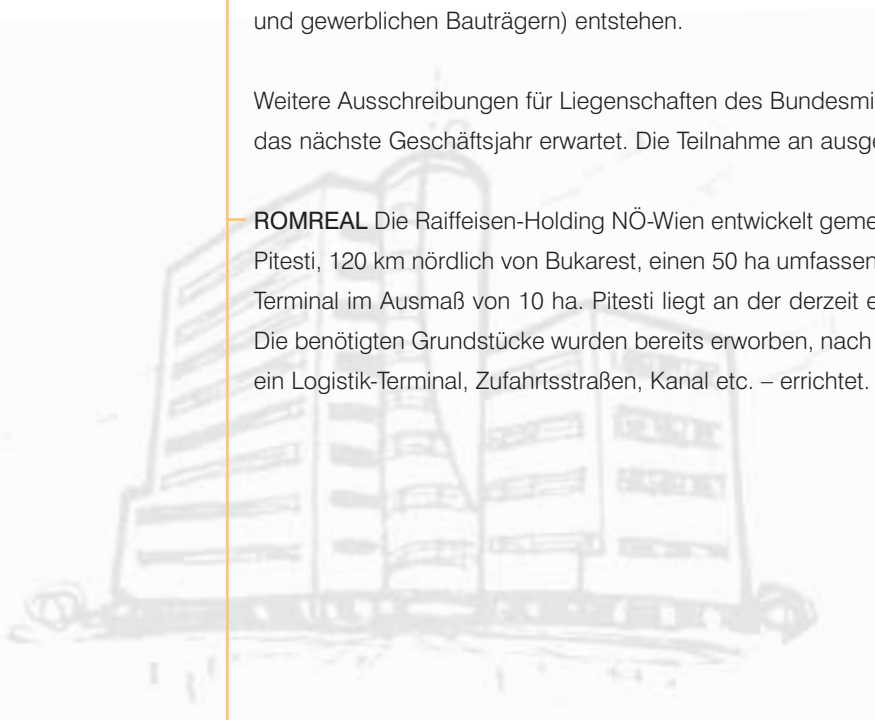 und gewerblichen Bauträgern) entstehen.
Weitere Ausschreibungen für Liegenschaften des Bundesmi
das nächste Geschäftsjahr erwartet. Die Teilnahme an ausge
ROMREAL Die Raiffeisen-Holding NÖ-Wien entwickelt geme
Pitesti, 120 km nördlich von Bukarest, einen 50 ha umfassen
Terminal im Ausmaß von 10 ha. Pitesti liegt an der derzeit e
Die benötigten Grundstücke wurden bereits erworben, nach
ein Logistik-Terminal, Zufahrtsstraßen, Kanal etc. – errichtet.